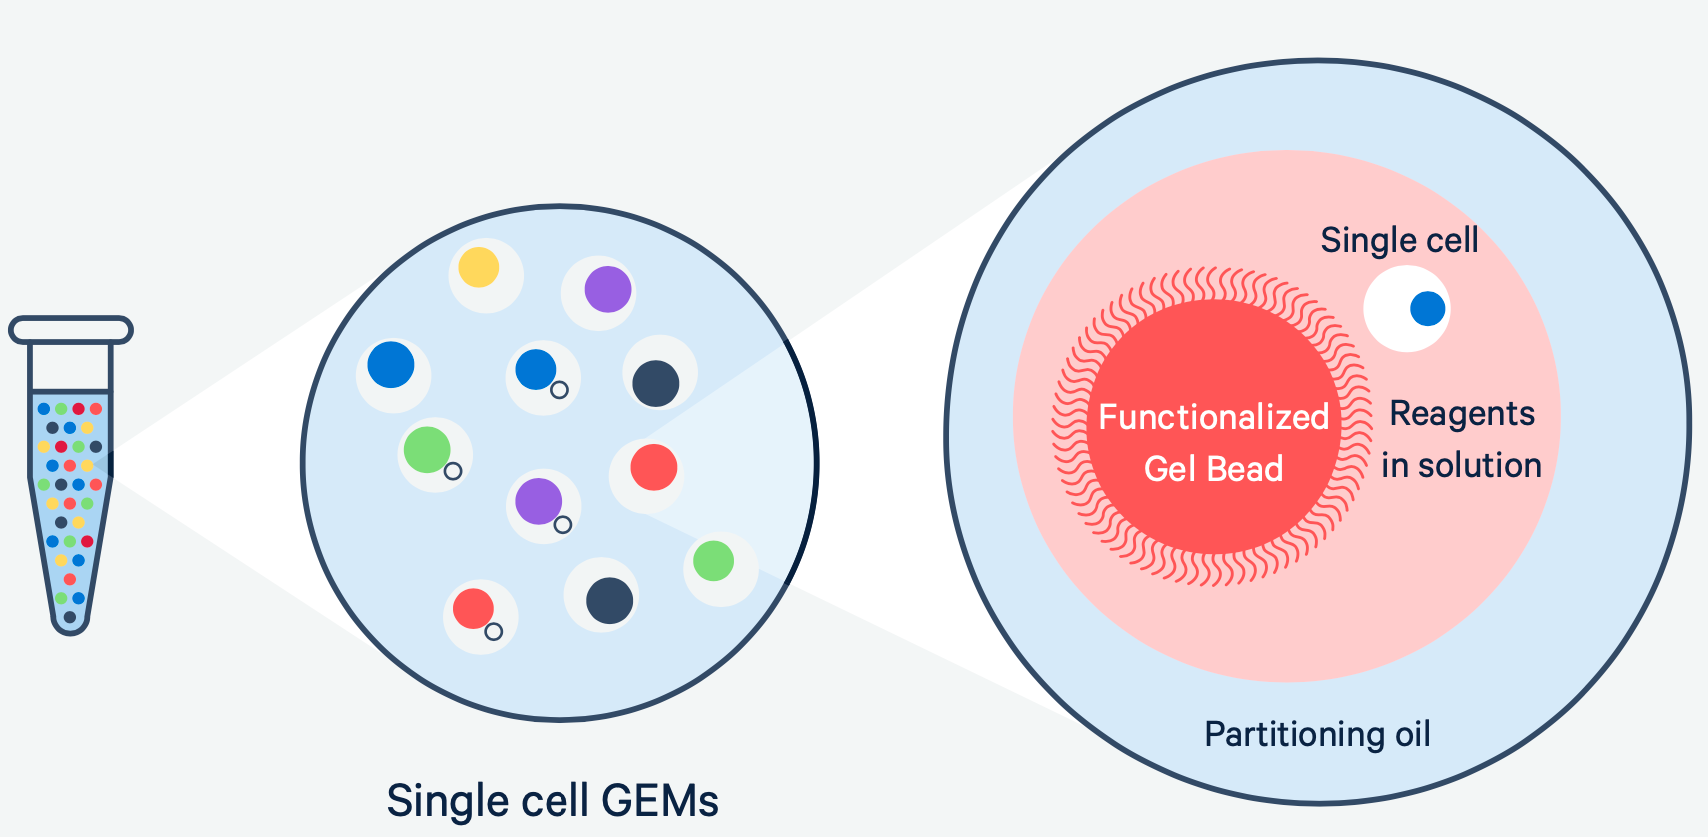 Single cell
Functionalized
Gel Bead
Reagents
in solution
Partitioning oil
Single cell GEMs